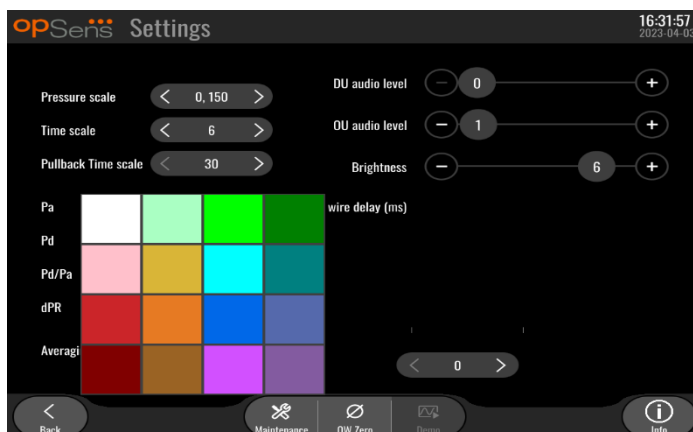 opSens Settings
16:31:57
2023-04-03
Pressure scale < 0, 150 >
Time scale < 6 >
Pullback Time scale < 30 >
DU audio level − 0 +
OU audio level − 1 +
Brightness − 6 +
Pa
Pd
Pd/Pa
dPR
Averagi
wire delay (ms)
< 0 >
Back
Maintenance
OW Zero
Demo
Info